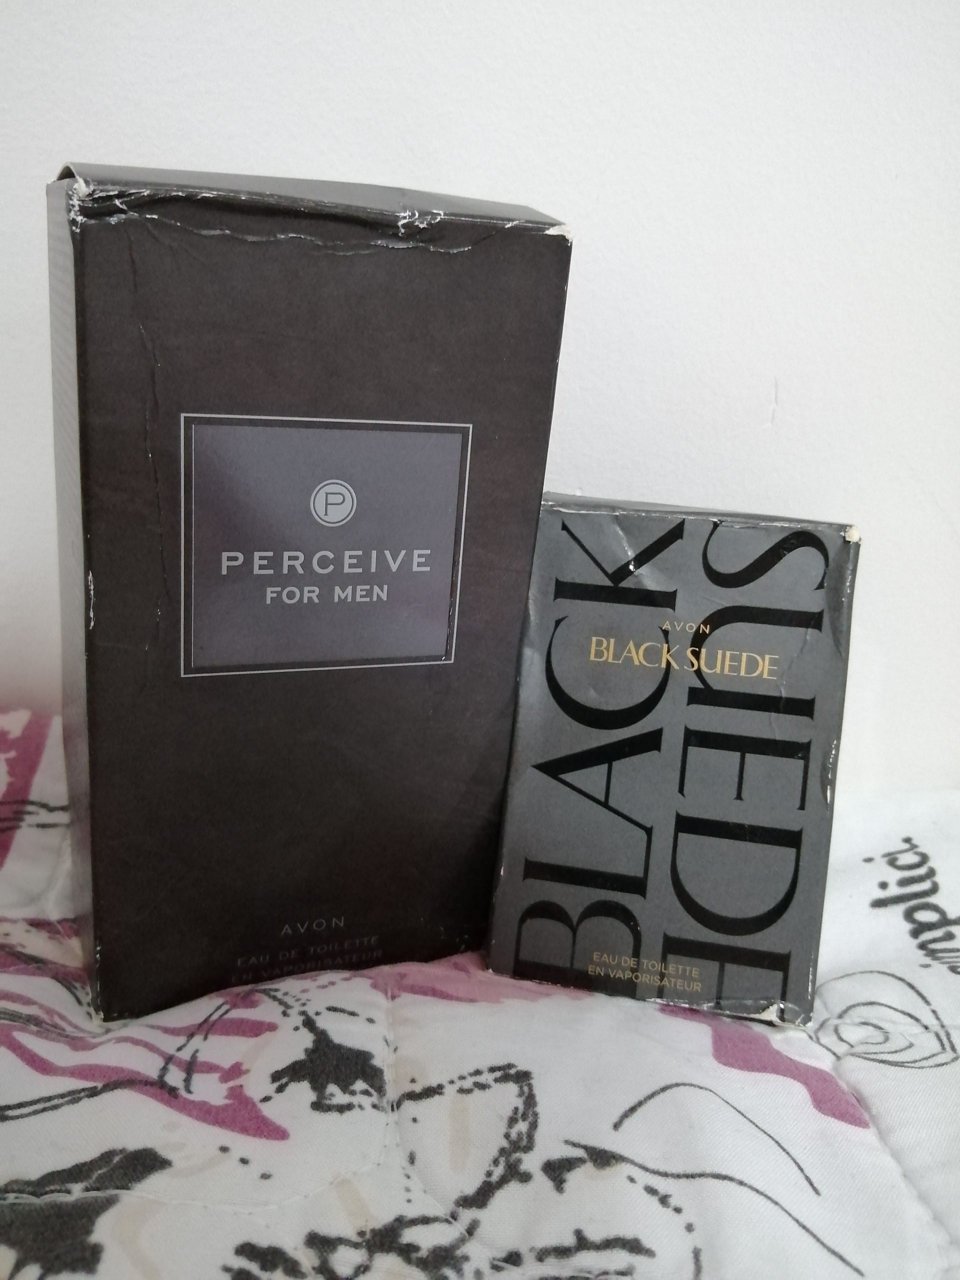 P
PERCEIVE
FOR MEN
AVON
EAU DE TOILETTE
EN VAPORISATEUR
BLACK
SUEDE
AVON
BLACK SUEDE
EAU DE TOILETTE
EN VAPORISATEUR